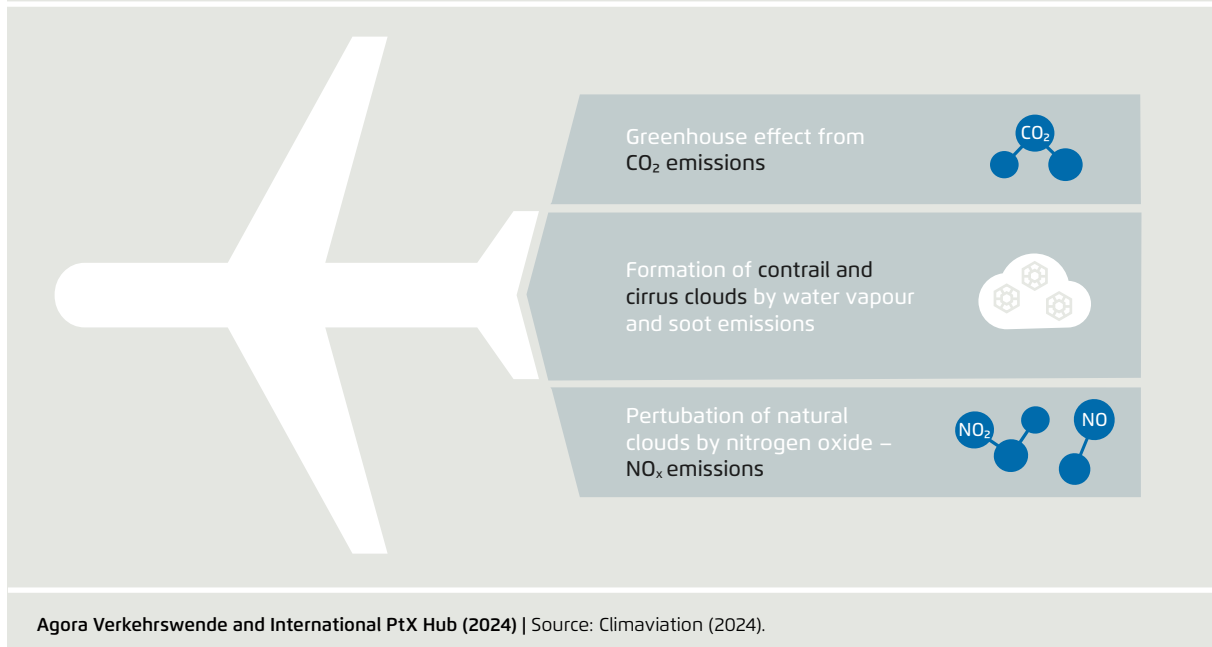 Greenhouse effect from
CO₂ emissions
CO₂
Formation of contrail and
cirrus clouds by water vapour
and soot emissions
Pertubation of natural
clouds by nitrogen oxide –
NOₓ emissions
NO₂
NO
Agora Verkehrswende and International PtX Hub (2024) | Source: Climaviation (2024).